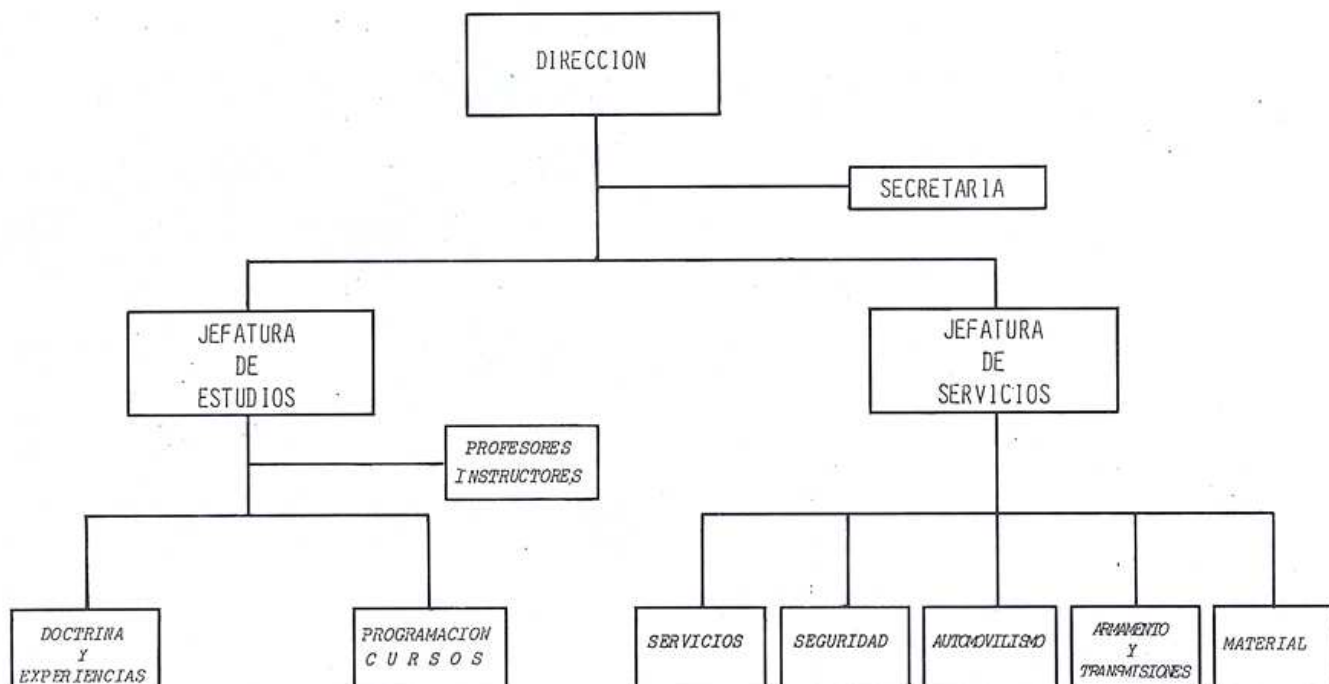 DIRECCION
SECRETARIA
JEFATURA
DE
ESTUDIOS
JEFATURA
DE
SERVICIOS
PROFESORES
INSTRUCTORES
DOCTRINA
Y
EXPERIENCIAS
PROGRAMACION
CURSOS
SERVICIOS
SEGURIDAD
AUTOMOVILISMO
ARMAMENTO
Y
TRANSMISIONES
MATERIAL